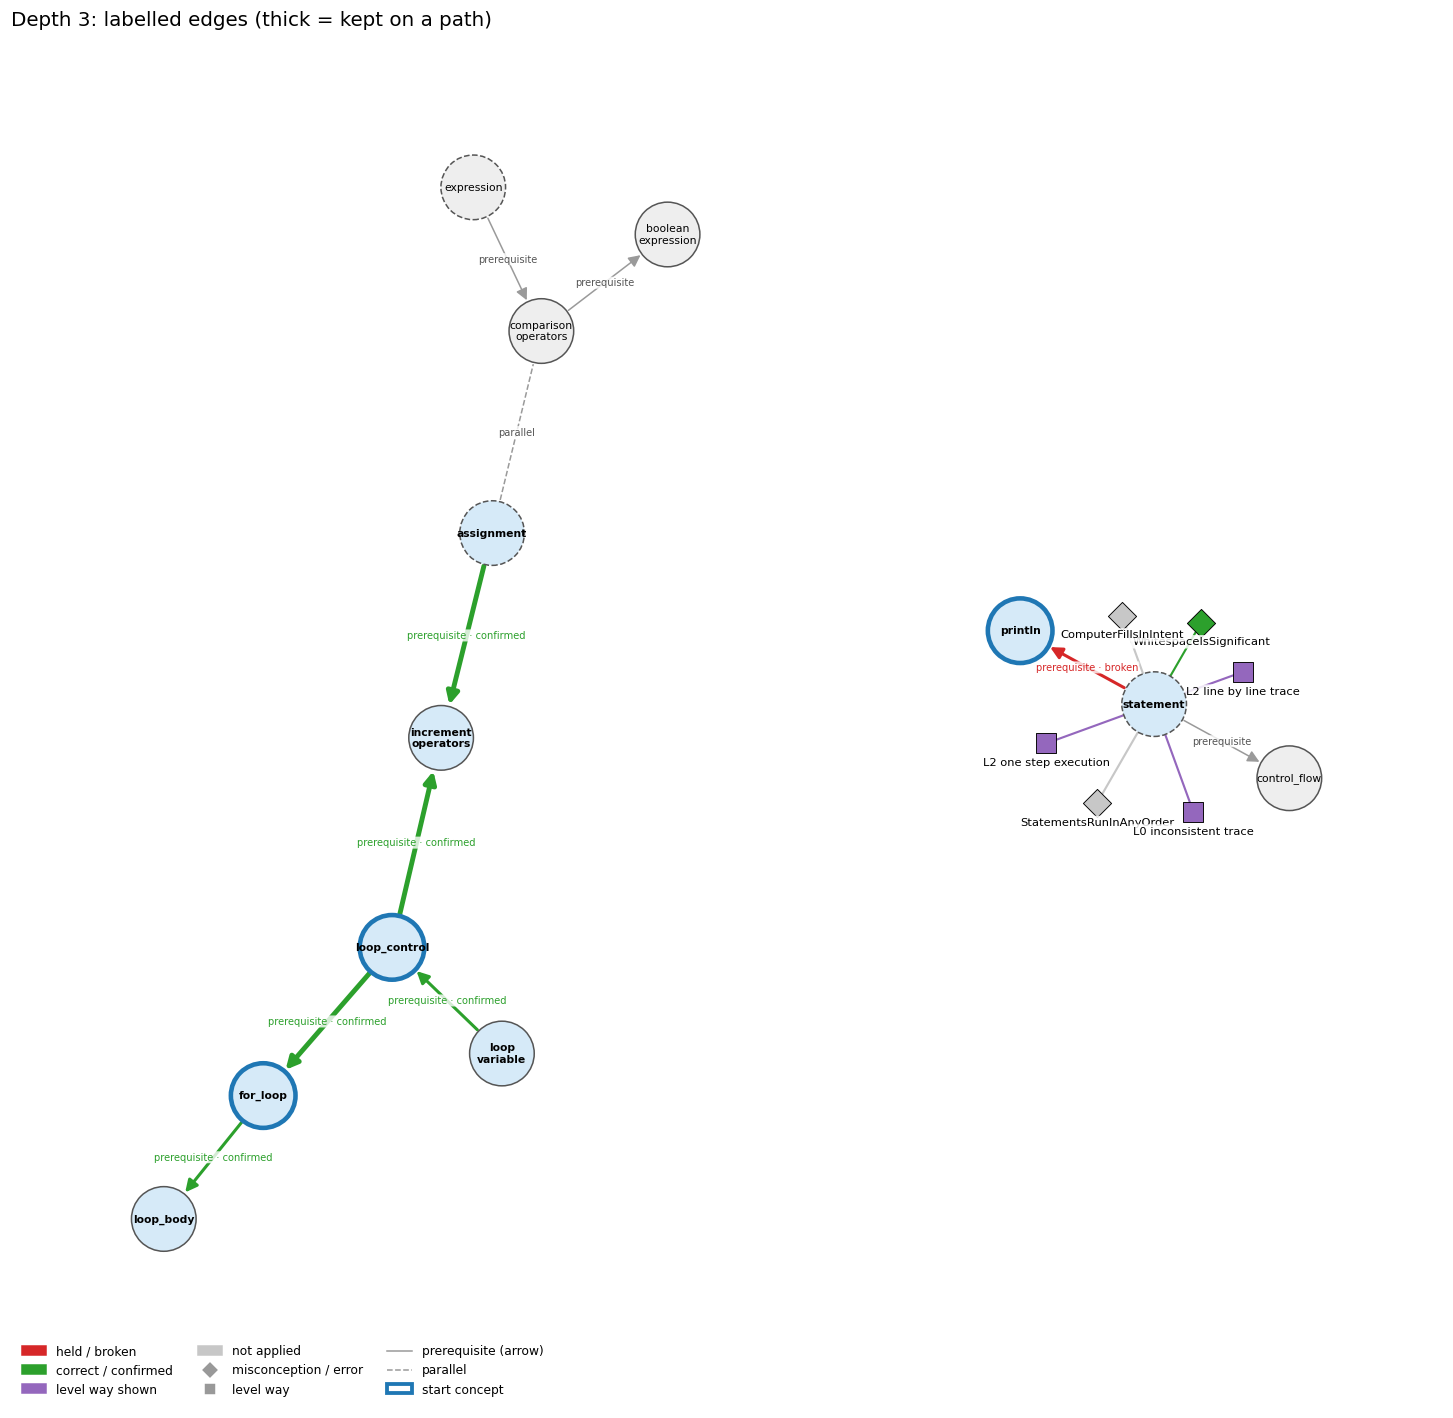 Depth 3: labelled edges (thick = kept on a path)
expression
boolean
expression
prerequisite
prerequisite
comparison
operators
parallel
assignment
prerequisite · confirmed
increment
operators
prerequisite · confirmed
loop_control
prerequisite · confirmed
prerequisite · confirmed
loop
variable
for_loop
prerequisite · confirmed
loop_body
println
ComputerFillsInIntent
WhitespaceIsSignificant
prerequisite · broken
L2 line by line trace
statement
prerequisite
L2 one step execution
control_flow
StatementsRunInAnyOrder
L0 inconsistent trace
held / broken
correct / confirmed
level way shown
not applied
misconception / error
level way
prerequisite (arrow)
parallel
start concept